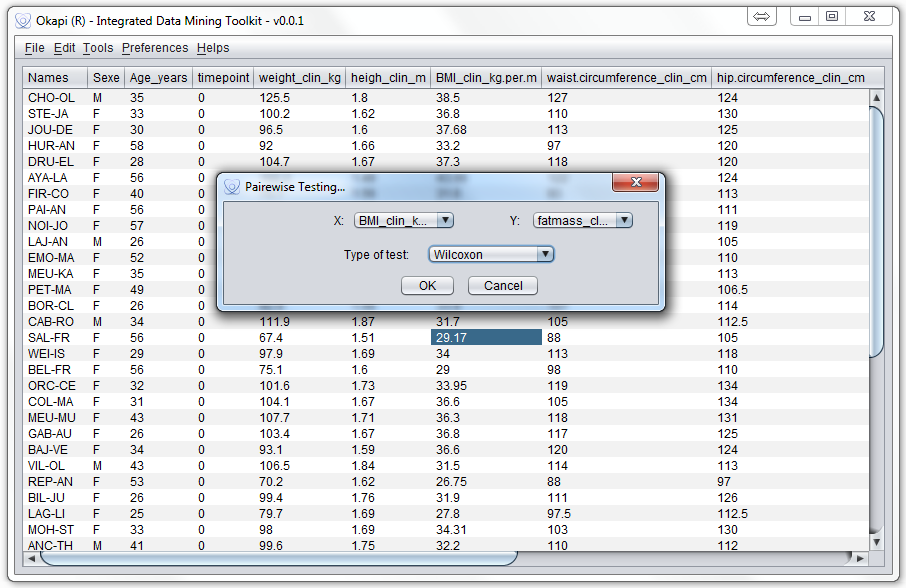 Okapi (R) - Integrated Data Mining Toolkit - v0.0.1
File Edit Tools Preferences Helps
Names Sexe Age_years timepoint weight_clin_kg heigh_clin_m BMI_clin_kg.per.m waist.circumference_clin_cm hip.circumference_clin_cm
CHO-OL M 35 0 125.5 1.8 38.5 127 124
STE-JA F 33 0 100.2 1.62 36.8 110 130
JOU-DE F 30 0 96.5 1.6 37.68 113 125
HUR-AN F 58 0 92 1.66 33.2 97 120
DRU-EL F 28 0 104.7 1.67 37.3 118 120
AYA-LA F 56 0 124
FIR-CO F 40 0 113
PAI-AN F 56 0 111
NOI-JO F 57 0 119
LAJ-AN M 26 0 105
EMO-MA F 52 0 110
MEU-KA F 35 0 113
PET-MA F 49 0 106.5
BOR-CL F 26 0 114
Pairewise Testing...
X: BMI_clin_k... Y: fatmass_cl...
Type of test: Wilcoxon
OK Cancel
CAB-RO M 34 0 111.9 1.87 31.7 105 112.5
SAL-FR F 56 0 67.4 1.51 29.17 88 105
WEI-IS F 29 0 97.9 1.69 34 113 118
BEL-FR F 56 0 75.1 1.6 29 98 110
ORC-CE F 32 0 101.6 1.73 33.95 119 134
COL-MA F 31 0 104.1 1.67 36.6 105 134
MEU-MU F 43 0 107.7 1.71 36.3 118 131
GAB-AU F 26 0 103.4 1.67 36.8 117 125
BAJ-VE F 34 0 93.1 1.59 36.6 120 124
VIL-OL M 43 0 106.5 1.84 31.5 114 113
REP-AN F 53 0 70.2 1.62 26.75 88 97
BIL-JU F 26 0 99.4 1.76 31.9 111 126
LAG-LI F 25 0 79.7 1.69 27.8 97.5 112.5
MOH-ST F 33 0 98 1.69 34.31 103 130
ANC-TH M 41 0 99.6 1.75 32.2 110 112